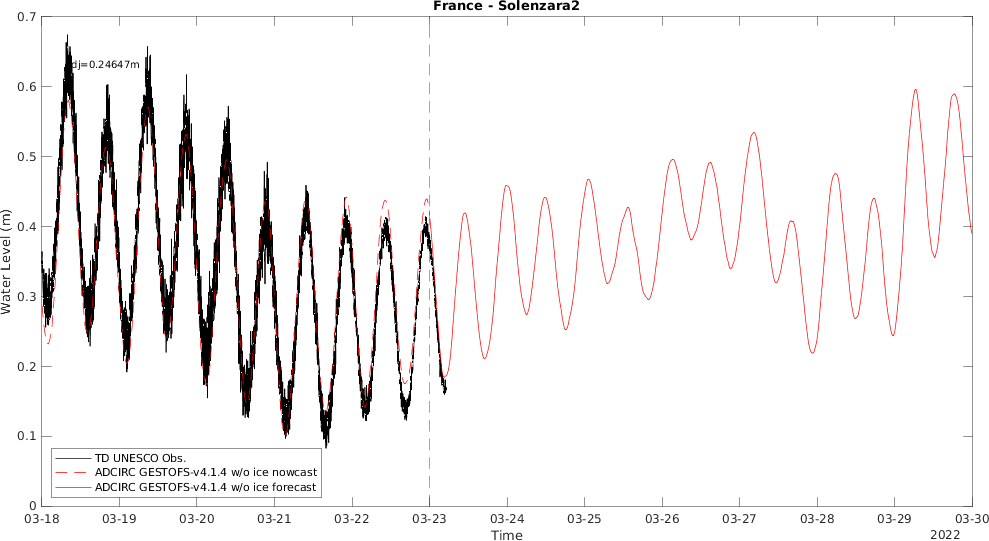 France - Solenzara2
0.7
0.6
0.5
0.4
0.3
0.2
0.1
0
Water Level (m)
dj=0.24647m
TD UNESCO Obs.
ADCIRC GESTOFS-v4.1.4 w/o ice nowcast
ADCIRC GESTOFS-v4.1.4 w/o ice forecast
03-18 03-19 03-20 03-21 03-22 03-23 03-24 03-25 03-26 03-27 03-28 03-29 03-30
Time
2022